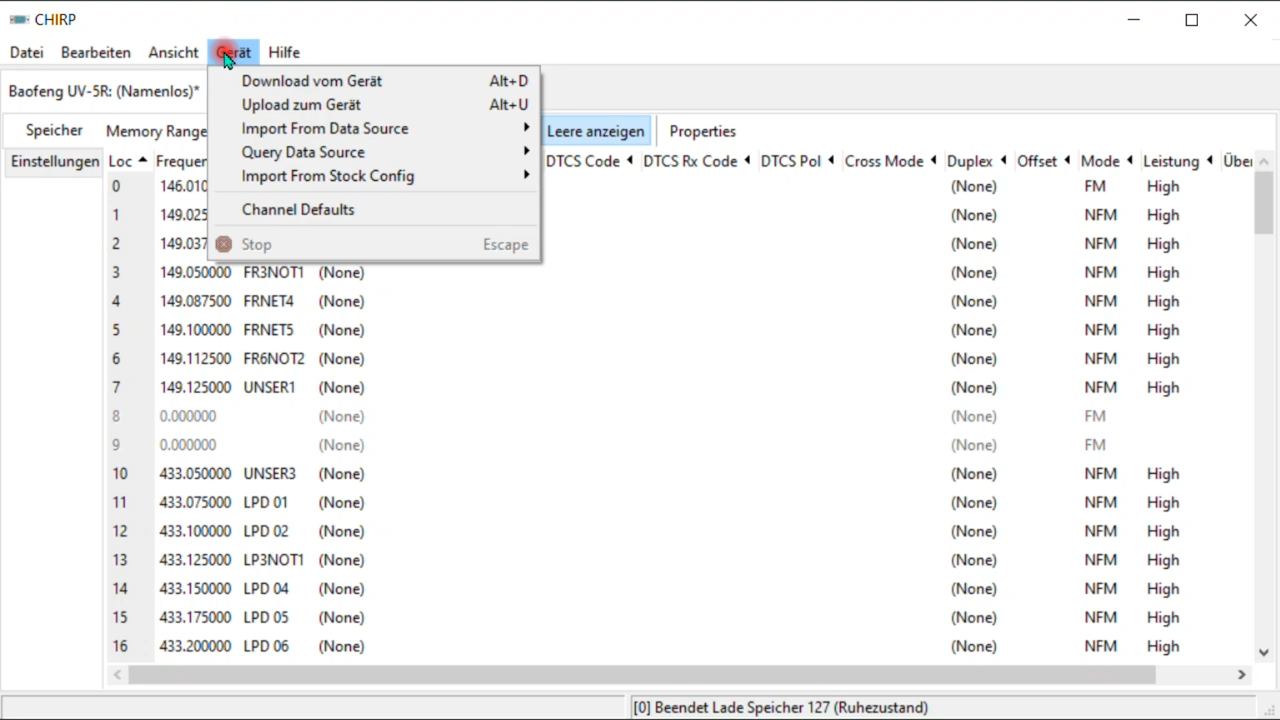 CHIRP
Datei Bearbeiten Ansicht Gerät Hilfe
Baofeng UV-5R: (Namenlos)*
Download vom Gerät Alt+D
Upload zum Gerät Alt+U
Import From Data Source
Query Data Source
Import From Stock Config
Channel Defaults
Stop Escape
Speicher Memory Range Leere anzeigen Properties
Einstellungen Loc Frequer DTCS Code DTCS Rx Code DTCS Pol Cross Mode Duplex Offset Mode Leistung Über
0 146.010 (None) FM High
1 149.025 (None) NFM High
2 149.037 (None) NFM High
3 149.050000 FR3NOT1 (None) (None) NFM High
4 149.087500 FRNET4 (None) (None) NFM High
5 149.100000 FRNET5 (None) (None) NFM High
6 149.112500 FR6NOT2 (None) (None) NFM High
7 149.125000 UNSER1 (None) (None) NFM High
8 0.000000 (None) (None) FM
9 0.000000 (None) (None) FM
10 433.050000 UNSER3 (None) (None) NFM High
11 433.075000 LPD 01 (None) (None) NFM High
12 433.100000 LPD 02 (None) (None) NFM High
13 433.125000 LP3NOT1 (None) (None) NFM High
14 433.150000 LPD 04 (None) (None) NFM High
15 433.175000 LPD 05 (None) (None) NFM High
16 433.200000 LPD 06 (None) (None) NFM High
[0] Beendet Lade Speicher 127 (Ruhezustand)